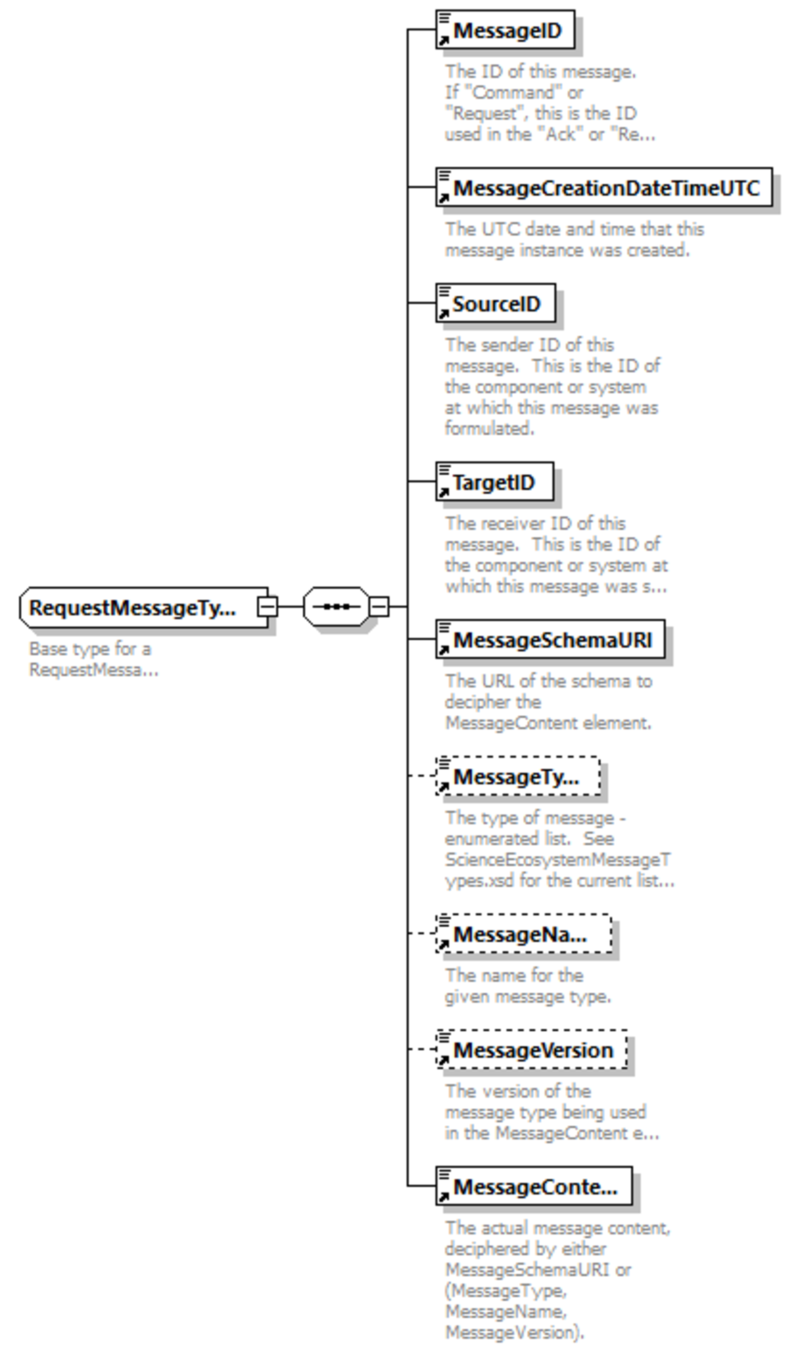 MessageID
The ID of this message.
If "Command" or
"Request", this is the ID
used in the "Ack" or "Re...
MessageCreationDateTimeUTC
The UTC date and time that this
message instance was created.
SourceID
The sender ID of this
message.  This is the ID of
the component or system
at which this message was
formulated.
TargetID
The receiver ID of this
message.  This is the ID of
the component or system at
which this message was s...
RequestMessageTy...
Base type for a
RequestMessa...
MessageSchemaURI
The URL of the schema to
decipher the
MessageContent element.
MessageTy...
The type of message -
enumerated list.  See
ScienceEcosystemMessageT
ypes.xsd for the current list...
MessageNa...
The name for the
given message type.
MessageVersion
The version of the
message type being used
in the MessageContent e...
MessageConte...
The actual message content,
deciphered by either
MessageSchemaURI or
(MessageType,
MessageName,
MessageVersion).